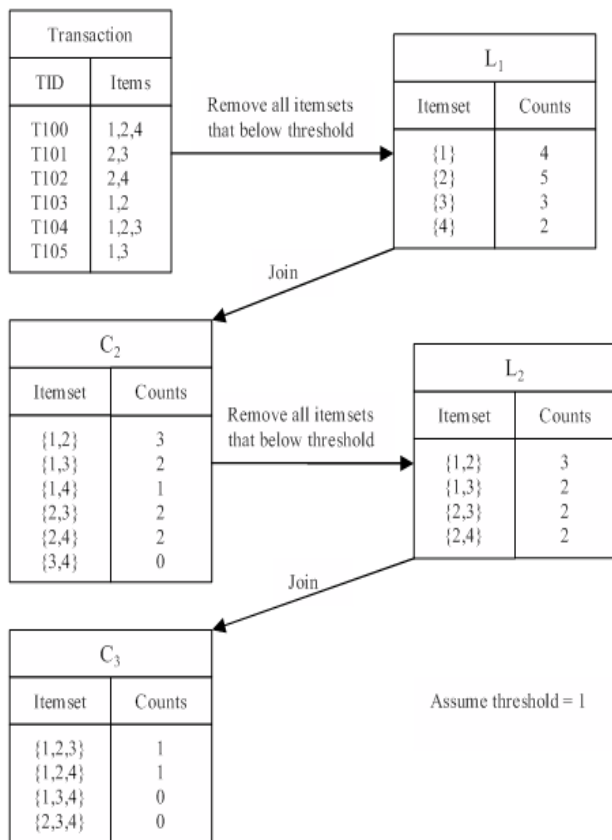 Transaction
TID Items
T100 1,2,4
T101 2,3
T102 2,4
T103 1,2
T104 1,2,3
T105 1,3
Remove all itemsets
that below threshold
L₁
Itemset Counts
{1} 4
{2} 5
{3} 3
{4} 2
Join
C₂
Itemset Counts
{1,2} 3
{1,3} 2
{1,4} 1
{2,3} 2
{2,4} 2
{3,4} 0
Remove all itemsets
that below threshold
L₂
Itemset Counts
{1,2} 3
{1,3} 2
{2,3} 2
{2,4} 2
Join
C₃
Itemset Counts
{1,2,3} 1
{1,2,4} 1
{1,3,4} 0
{2,3,4} 0
Assume threshold = 1